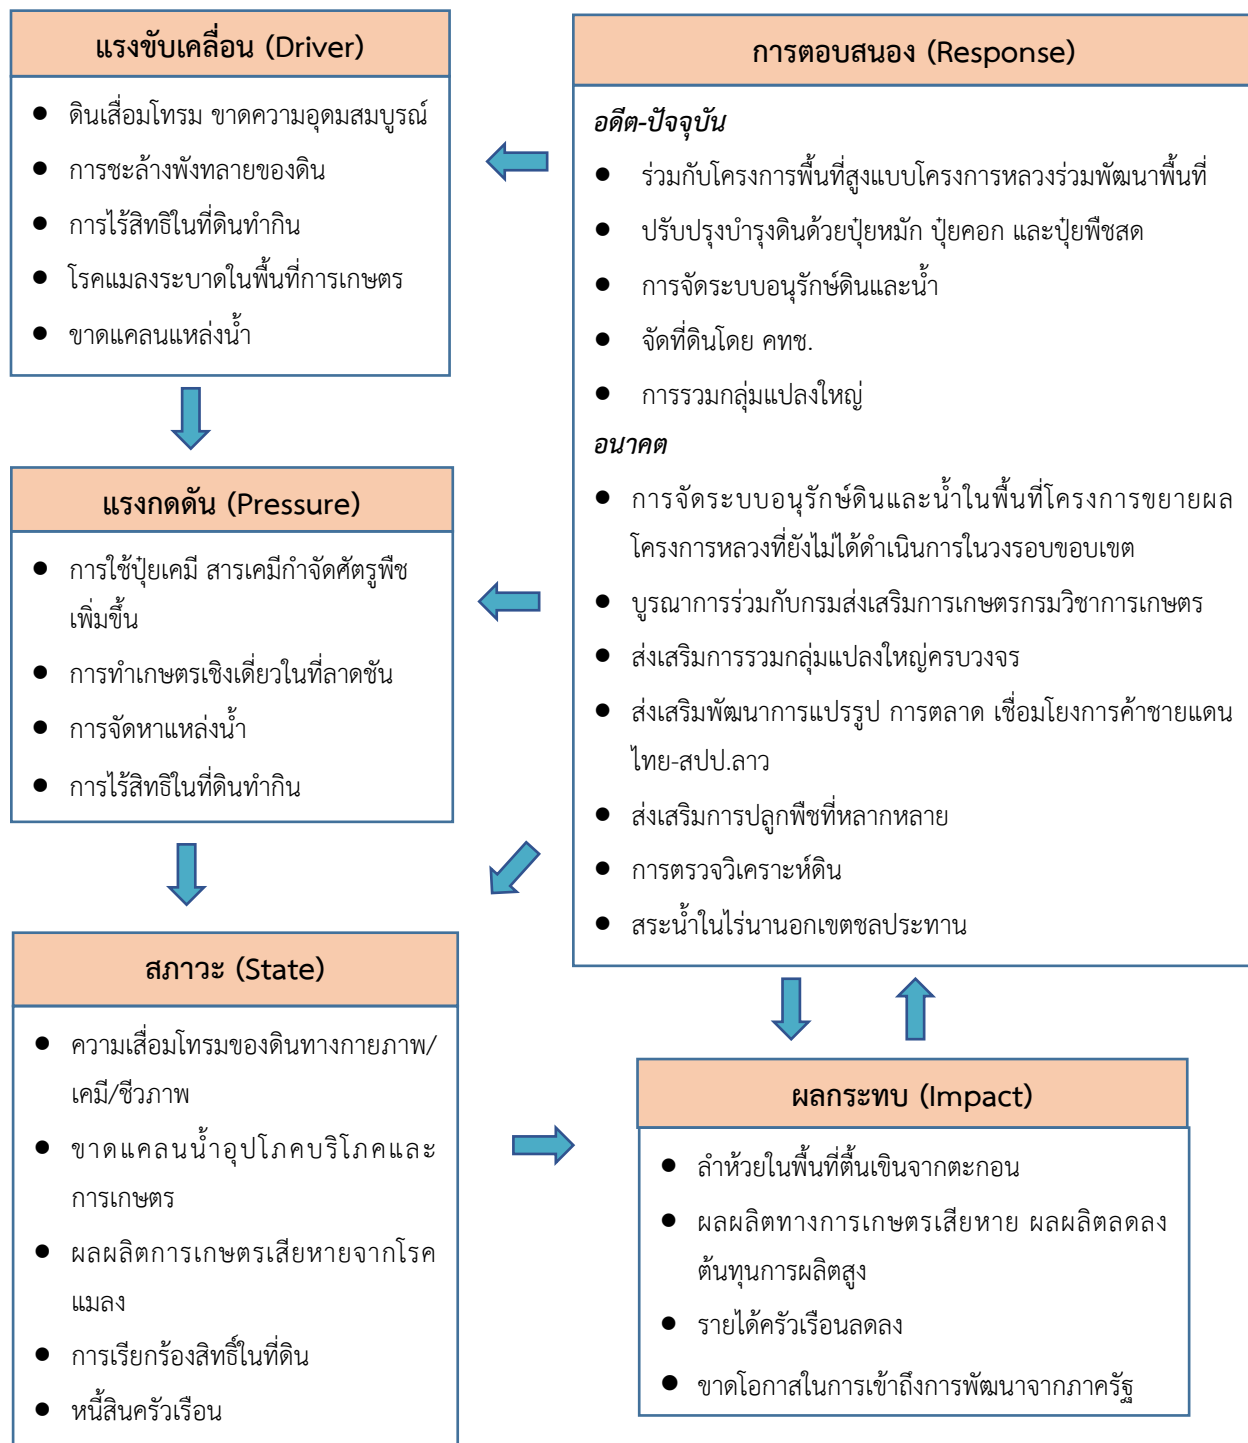 แรงขับเคลื่อน (Driver)
● ดินเสื่อมโทรม ขาดความอุดมสมบูรณ์
● การชะล้างพังทลายของดิน
● การไร้สิทธิในที่ดินทำกิน
● โรคแมลงระบาดในพื้นที่การเกษตร
● ขาดแคลนแหล่งน้ำ
แรงกดดัน (Pressure)
● การใช้ปุ๋ยเคมี สารเคมีกำจัดศัตรูพืช
เพิ่มขึ้น
● การทำเกษตรเชิงเดี่ยวในที่ลาดชัน
● การจัดหาแหล่งน้ำ
● การไร้สิทธิในที่ดินทำกิน
สภาวะ (State)
● ความเสื่อมโทรมของดินทางกายภาพ/
เคมี/ชีวภาพ
● ขาดแคลนน้ำอุปโภคบริโภคและ
การเกษตร
● ผลผลิตการเกษตรเสียหายจากโรค
แมลง
● การเรียกร้องสิทธิ์ในที่ดิน
● หนี้สินครัวเรือน
การตอบสนอง (Response)
อดีต-ปัจจุบัน
● ร่วมกับโครงการพื้นที่สูงแบบโครงการหลวงร่วมพัฒนาพื้นที่
● ปรับปรุงบำรุงดินด้วยปุ๋ยหมัก ปุ๋ยคอก และปุ๋ยพืชสด
● การจัดระบบอนุรักษ์ดินและน้ำ
● จัดที่ดินโดย คทช.
● การรวมกลุ่มแปลงใหญ่
อนาคต
● การจัดระบบอนุรักษ์ดินและน้ำในพื้นที่โครงการขยายผล
โครงการหลวงที่ยังไม่ได้ดำเนินการในวงรอบขอบเขต
● บูรณาการร่วมกับกรมส่งเสริมการเกษตรกรมวิชาการเกษตร
● ส่งเสริมการรวมกลุ่มแปลงใหญ่ครบวงจร
● ส่งเสริมพัฒนาการแปรรูป การตลาด เชื่อมโยงการค้าชายแดน
ไทย-สปป.ลาว
● ส่งเสริมการปลูกพืชที่หลากหลาย
● การตรวจวิเคราะห์ดิน
● สระน้ำในไร่นานอกเขตชลประทาน
ผลกระทบ (Impact)
● ลำห้วยในพื้นที่ตื้นเขินจากตะกอน
● ผลผลิตทางการเกษตรเสียหาย ผลผลิตลดลง
ต้นทุนการผลิตสูง
● รายได้ครัวเรือนลดลง
● ขาดโอกาสในการเข้าถึงการพัฒนาจากภาครัฐ